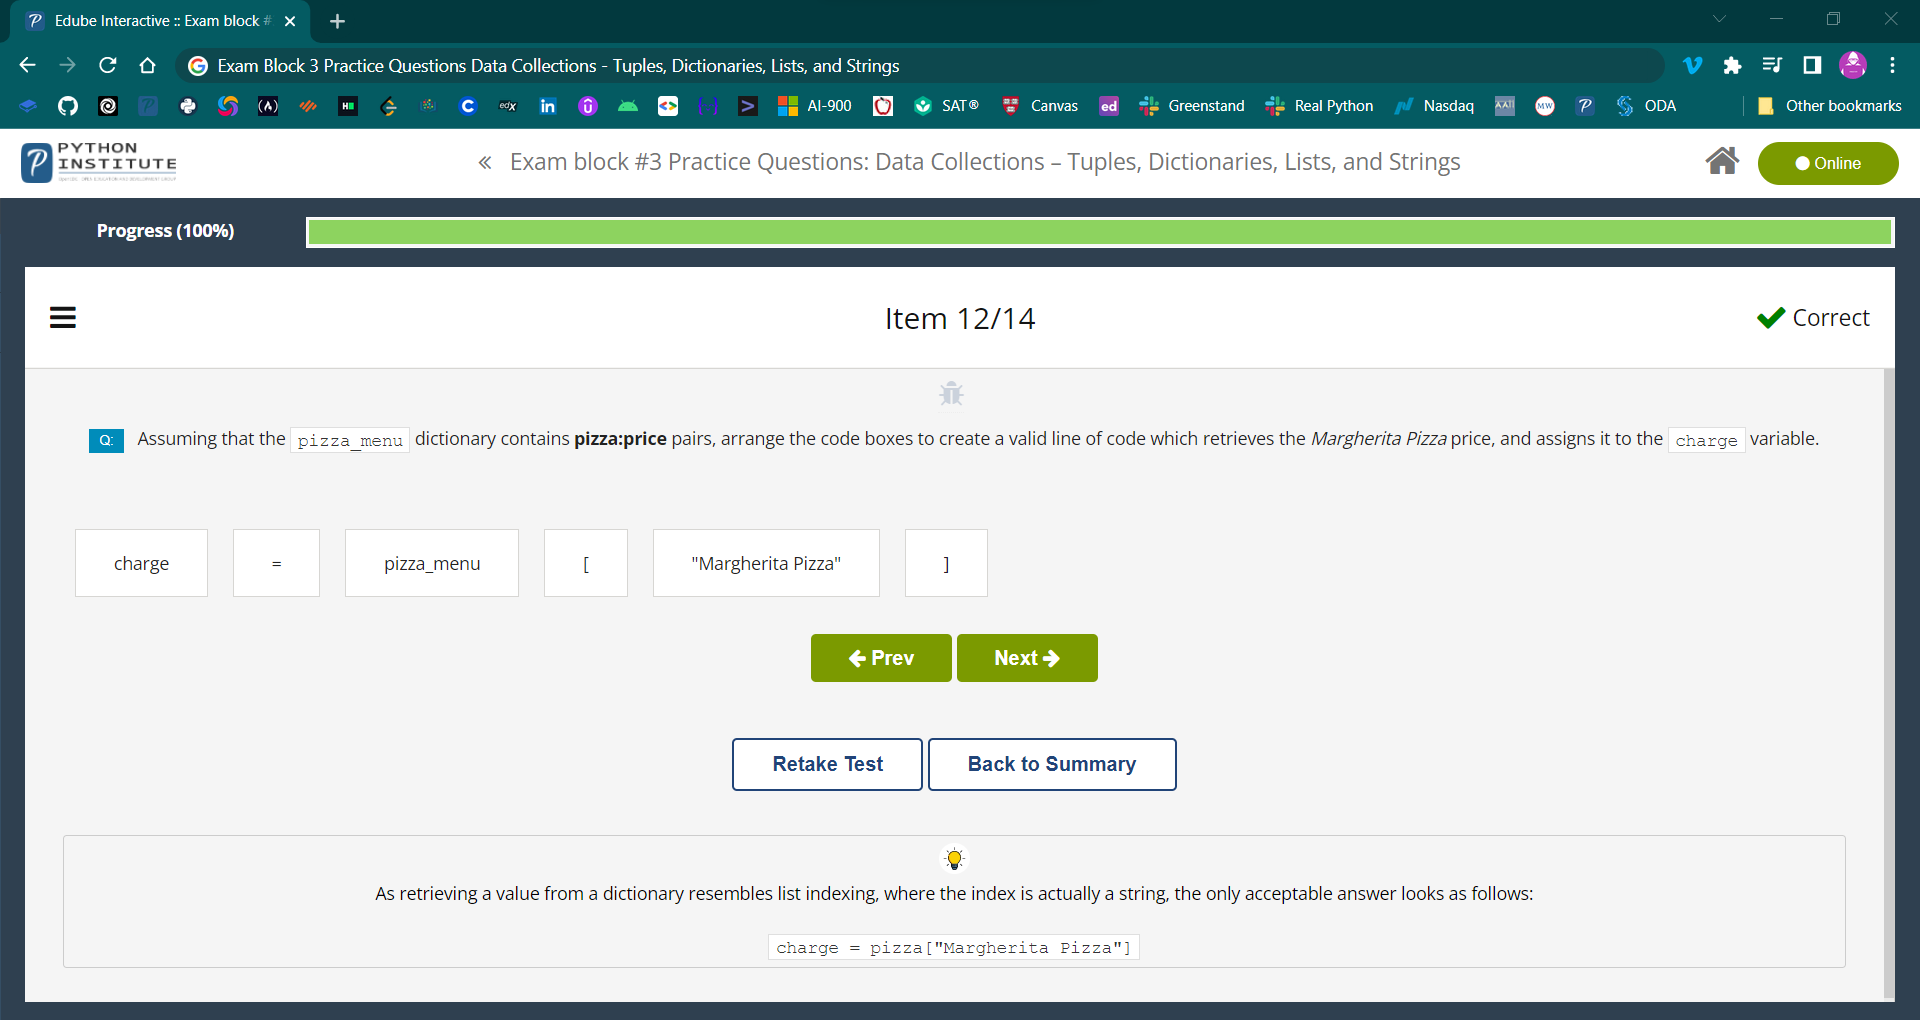 Edube Interactive :: Exam block #
Exam Block 3 Practice Questions Data Collections - Tuples, Dictionaries, Lists, and Strings
AI-900 SAT® Canvas ed Greenstand Real Python Nasdaq MW ODA Other bookmarks
PYTHON
INSTITUTE
« Exam block #3 Practice Questions: Data Collections – Tuples, Dictionaries, Lists, and Strings
Online
Progress (100%)
Item 12/14
Correct
Q: Assuming that the pizza_menu dictionary contains pizza:price pairs, arrange the code boxes to create a valid line of code which retrieves the Margherita Pizza price, and assigns it to the charge variable.
charge = pizza_menu [ "Margherita Pizza" ]
Prev Next
Retake Test Back to Summary
As retrieving a value from a dictionary resembles list indexing, where the index is actually a string, the only acceptable answer looks as follows:
charge = pizza["Margherita Pizza"]